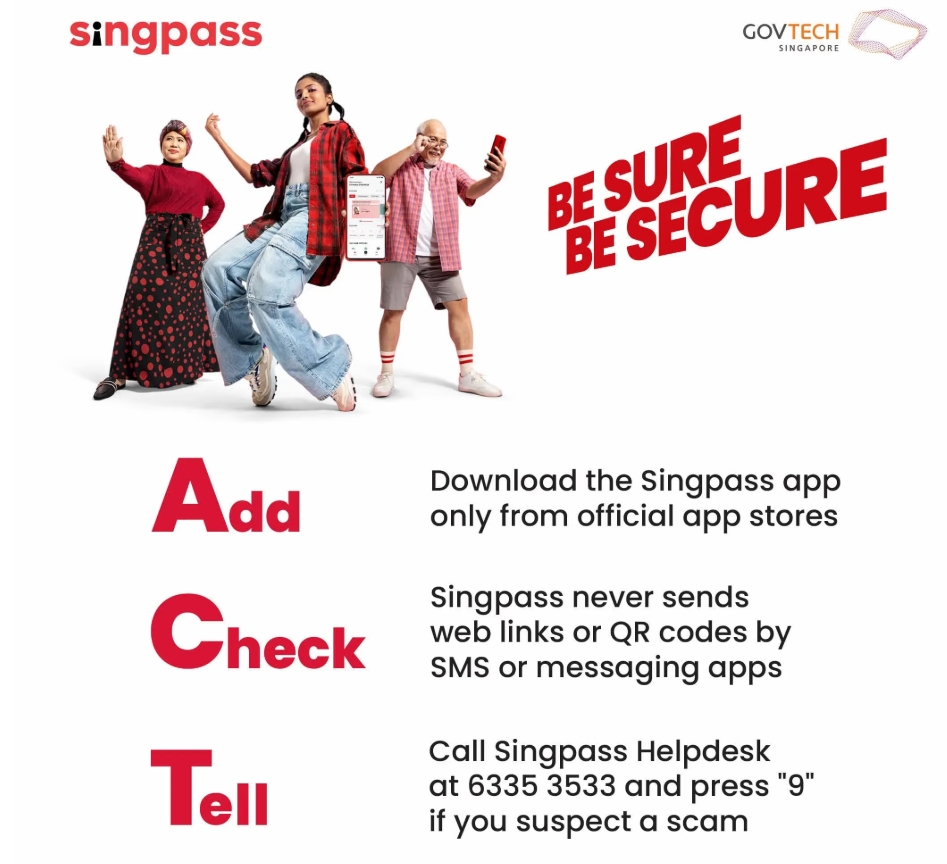 singpass
GOVTECH
SINGAPORE
BE SURE
BE SECURE
Add
Download the Singpass app
only from official app stores
Check
Singpass never sends
web links or QR codes by
SMS or messaging apps
Tell
Call Singpass Helpdesk
at 6335 3533 and press "9"
if you suspect a scam